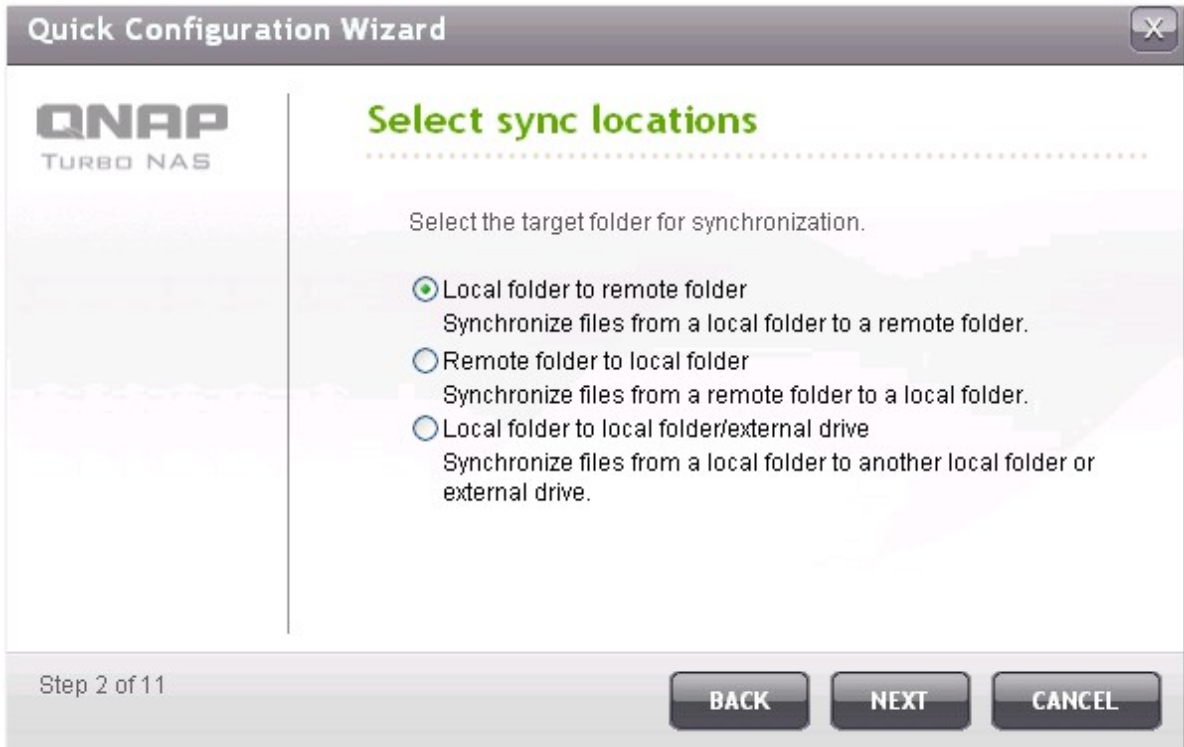 Quick Configuration Wizard
X
QNAP
TURBO NAS
Select sync locations
Select the target folder for synchronization.
Local folder to remote folder
Synchronize files from a local folder to a remote folder.
Remote folder to local folder
Synchronize files from a remote folder to a local folder.
Local folder to local folder/external drive
Synchronize files from a local folder to another local folder or
external drive.
Step 2 of 11
BACK
NEXT
CANCEL